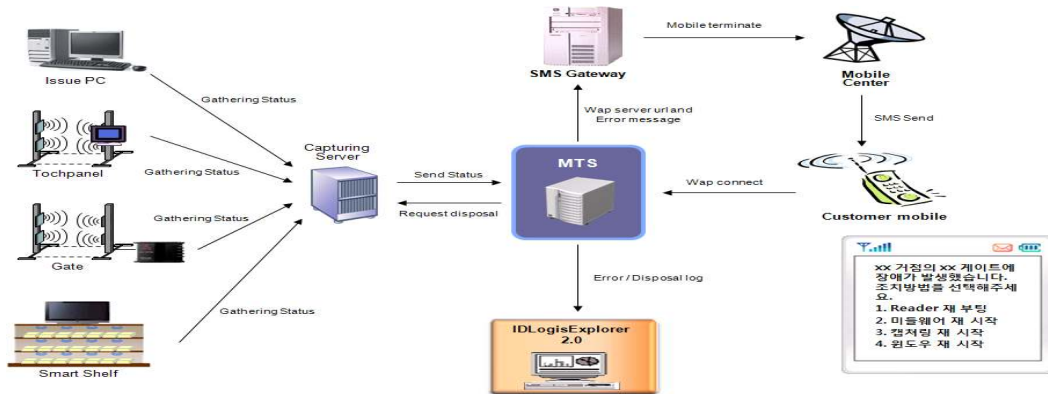 Issue PC
Gathering Status
Tochpanel
Gathering Status
Gate
Gathering Status
Smart Shelf
Gathering Status
Capturing
Server
Send Status
Request disposal
SMS Gateway
Mobile terminate
Mobile
Center
Wap server urland
Error message
SMS Send
MTS
Wap connect
Customer mobile
Error / Disposal log
IDLogisExplorer
2.0
xx 거점의 xx 게이트에
장애가 발생했습니다.
조치방법을 선택해주세
요.
1. Reader 재 부팅
2. 미들웨어 재 시작
3. 캡쳐링 재 시작
4. 윈도우 재 시작